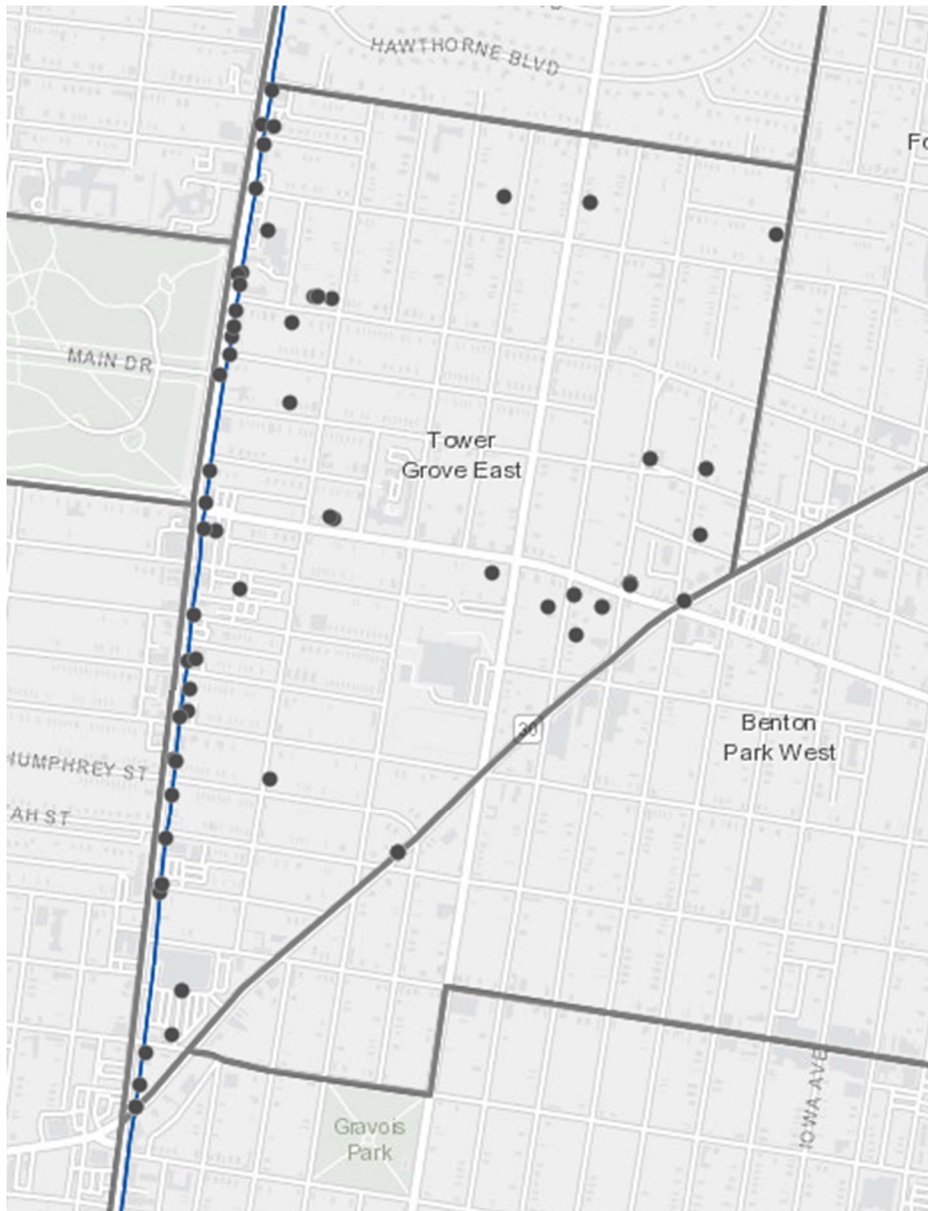 HAWTHORNE BLVD
Fo
MAIN DR
Tower
Grove East
30
Benton
Park West
HUMPHREY ST
AH ST
IOWA AVE
Gravois
Park